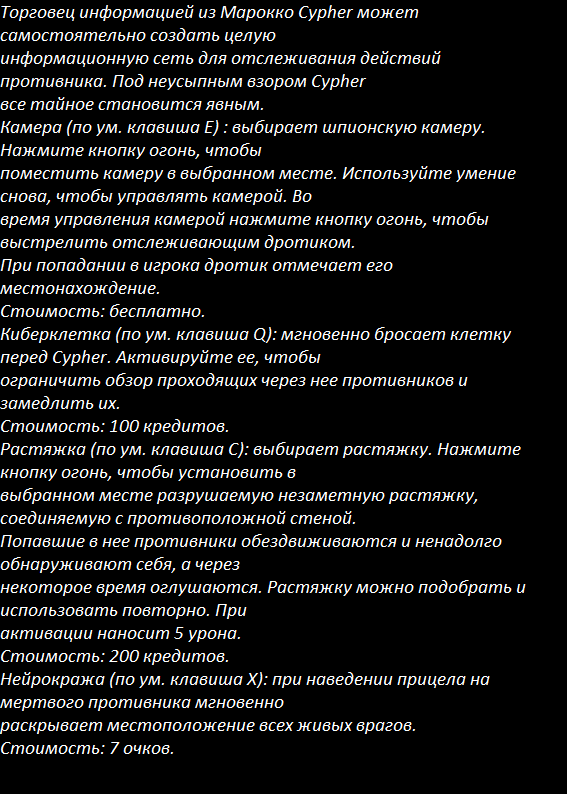 Торговец информацией из Марокко Cypher может
самостоятельно создать целую
информационную сеть для отслеживания действий
противника. Под неусыпным взором Cypher
все тайное становится явным.
Камера (по ум. клавиша E) : выбирает шпионскую камеру.
Нажмите кнопку огонь, чтобы
поместить камеру в выбранном месте. Используйте умение
снова, чтобы управлять камерой. Во
время управления камерой нажмите кнопку огонь, чтобы
выстрелить отслеживающим дротиком.
При попадании в игрока дротик отмечает его
местонахождение.
Стоимость: бесплатно.
Киберклетка (по ум. клавиша Q): мгновенно бросает клетку
перед Cypher. Активируйте ее, чтобы
ограничить обзор проходящих через нее противников и
замедлить их.
Стоимость: 100 кредитов.
Растяжка (по ум. клавиша C): выбирает растяжку. Нажмите
кнопку огонь, чтобы установить в
выбранном месте разрушаемую незаметную растяжку,
соединяемую с противоположной стеной.
Попавшие в нее противники обездвиживаются и ненадолго
обнаруживают себя, а через
некоторое время оглушаются. Растяжку можно подобрать и
использовать повторно. При
активации наносит 5 урона.
Стоимость: 200 кредитов.
Нейрокража (по ум. клавиша X): при наведении прицела на
мертвого противника мгновенно
раскрывает местоположение всех живых врагов.
Стоимость: 7 очков.